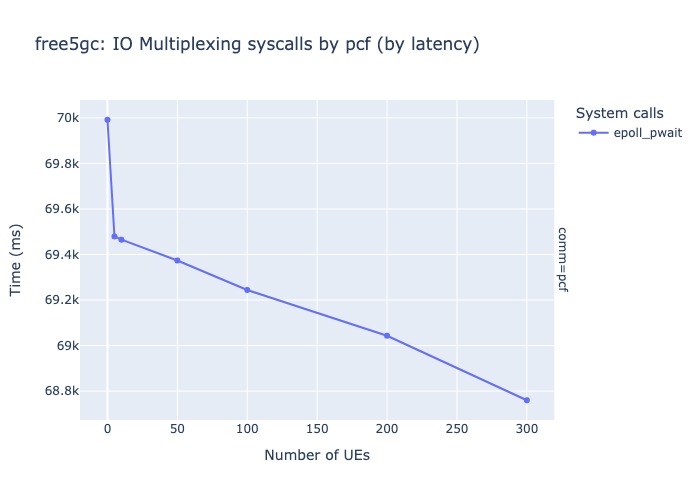 free5gc: IO Multiplexing syscalls by pcf (by latency)
System calls
epoll_pwait
70k
69.8k
69.6k
69.4k
69.2k
69k
68.8k
Time (ms)
comm=pcf
0 50 100 150 200 250 300
Number of UEs